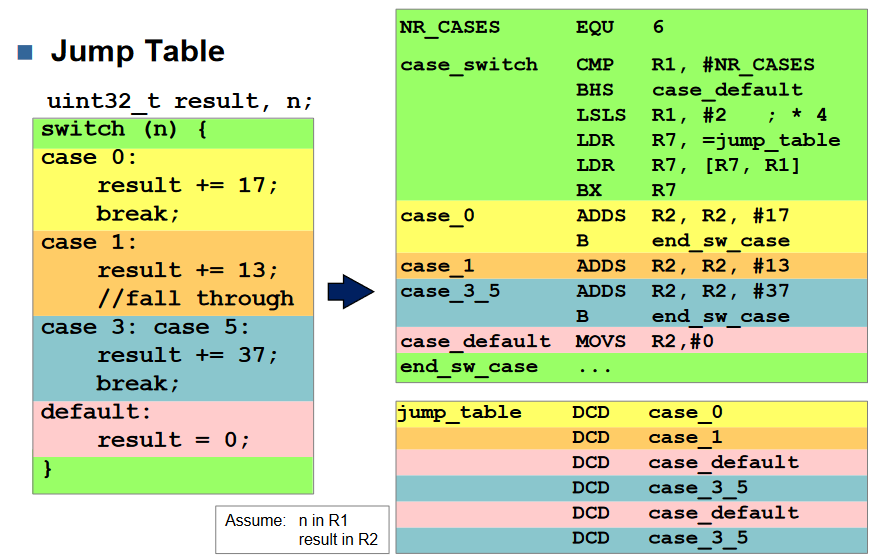 Jump Table
uint32_t result, n;
switch (n) {
case 0:
    result += 17;
    break;
case 1:
    result += 13;
    //fall through
case 3: case 5:
    result += 37;
    break;
default:
    result = 0;
}
NR_CASES EQU 6
case_switch CMP R1, #NR_CASES
BHS case_default
LSLS R1, #2 ; * 4
LDR R7, =jump_table
LDR R7, [R7, R1]
BX R7
case_0 ADDS R2, R2, #17
B end_sw_case
case_1 ADDS R2, R2, #13
case_3_5 ADDS R2, R2, #37
B end_sw_case
case_default MOVS R2,#0
end_sw_case ...
jump_table DCD case_0
DCD case_1
DCD case_default
DCD case_3_5
DCD case_default
DCD case_3_5
Assume: n in R1
result in R2